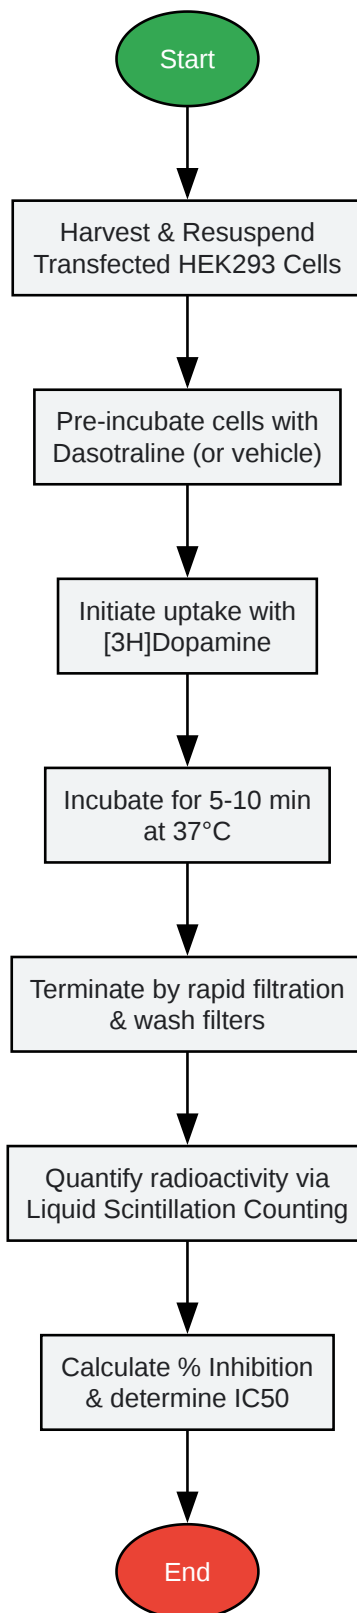 Start
Harvest & Resuspend
Transfected HEK293 Cells
Pre-incubate cells with
Dasotraline (or vehicle)
Initiate uptake with
[3H]Dopamine
Incubate for 5-10 min
at 37°C
Terminate by rapid filtration
& wash filters
Quantify radioactivity via
Liquid Scintillation Counting
Calculate % Inhibition
& determine IC50
End